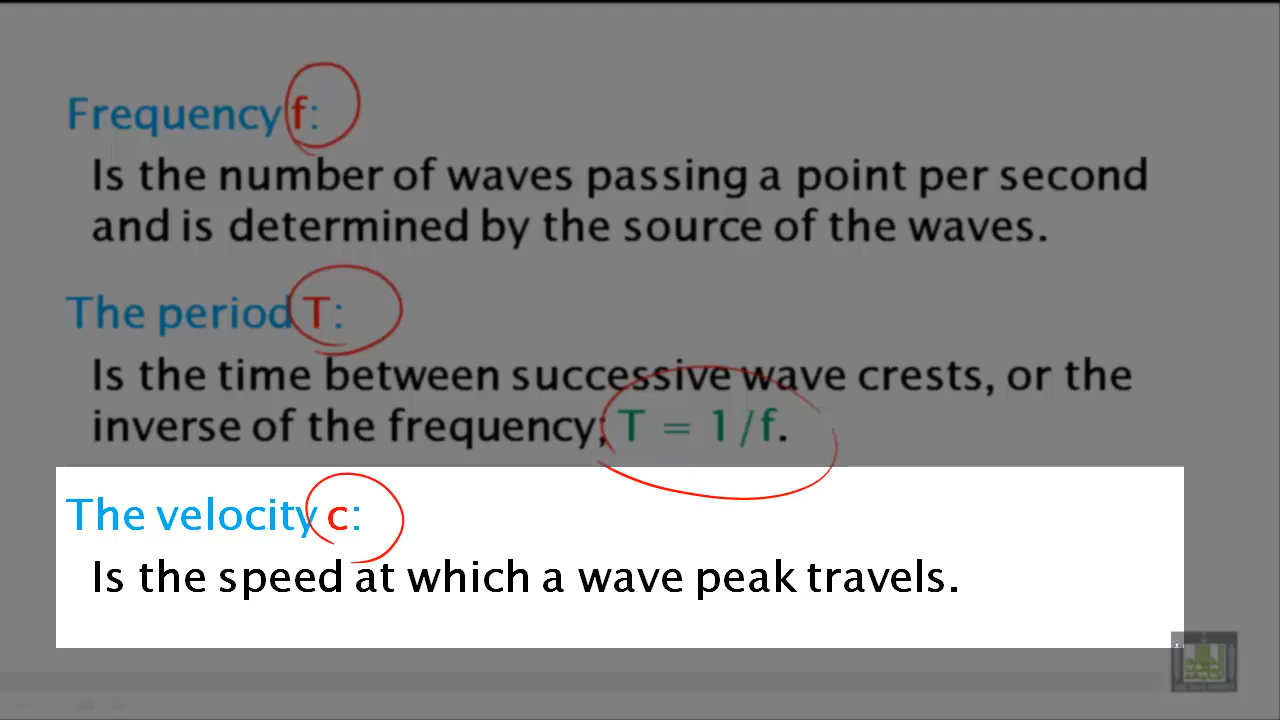 Frequency f:
Is the number of waves passing a point per second
and is determined by the source of the waves.
The period T:
Is the time between successive wave crests, or the
inverse of the frequency; T = 1/f.
The velocity c:
Is the speed at which a wave peak travels.